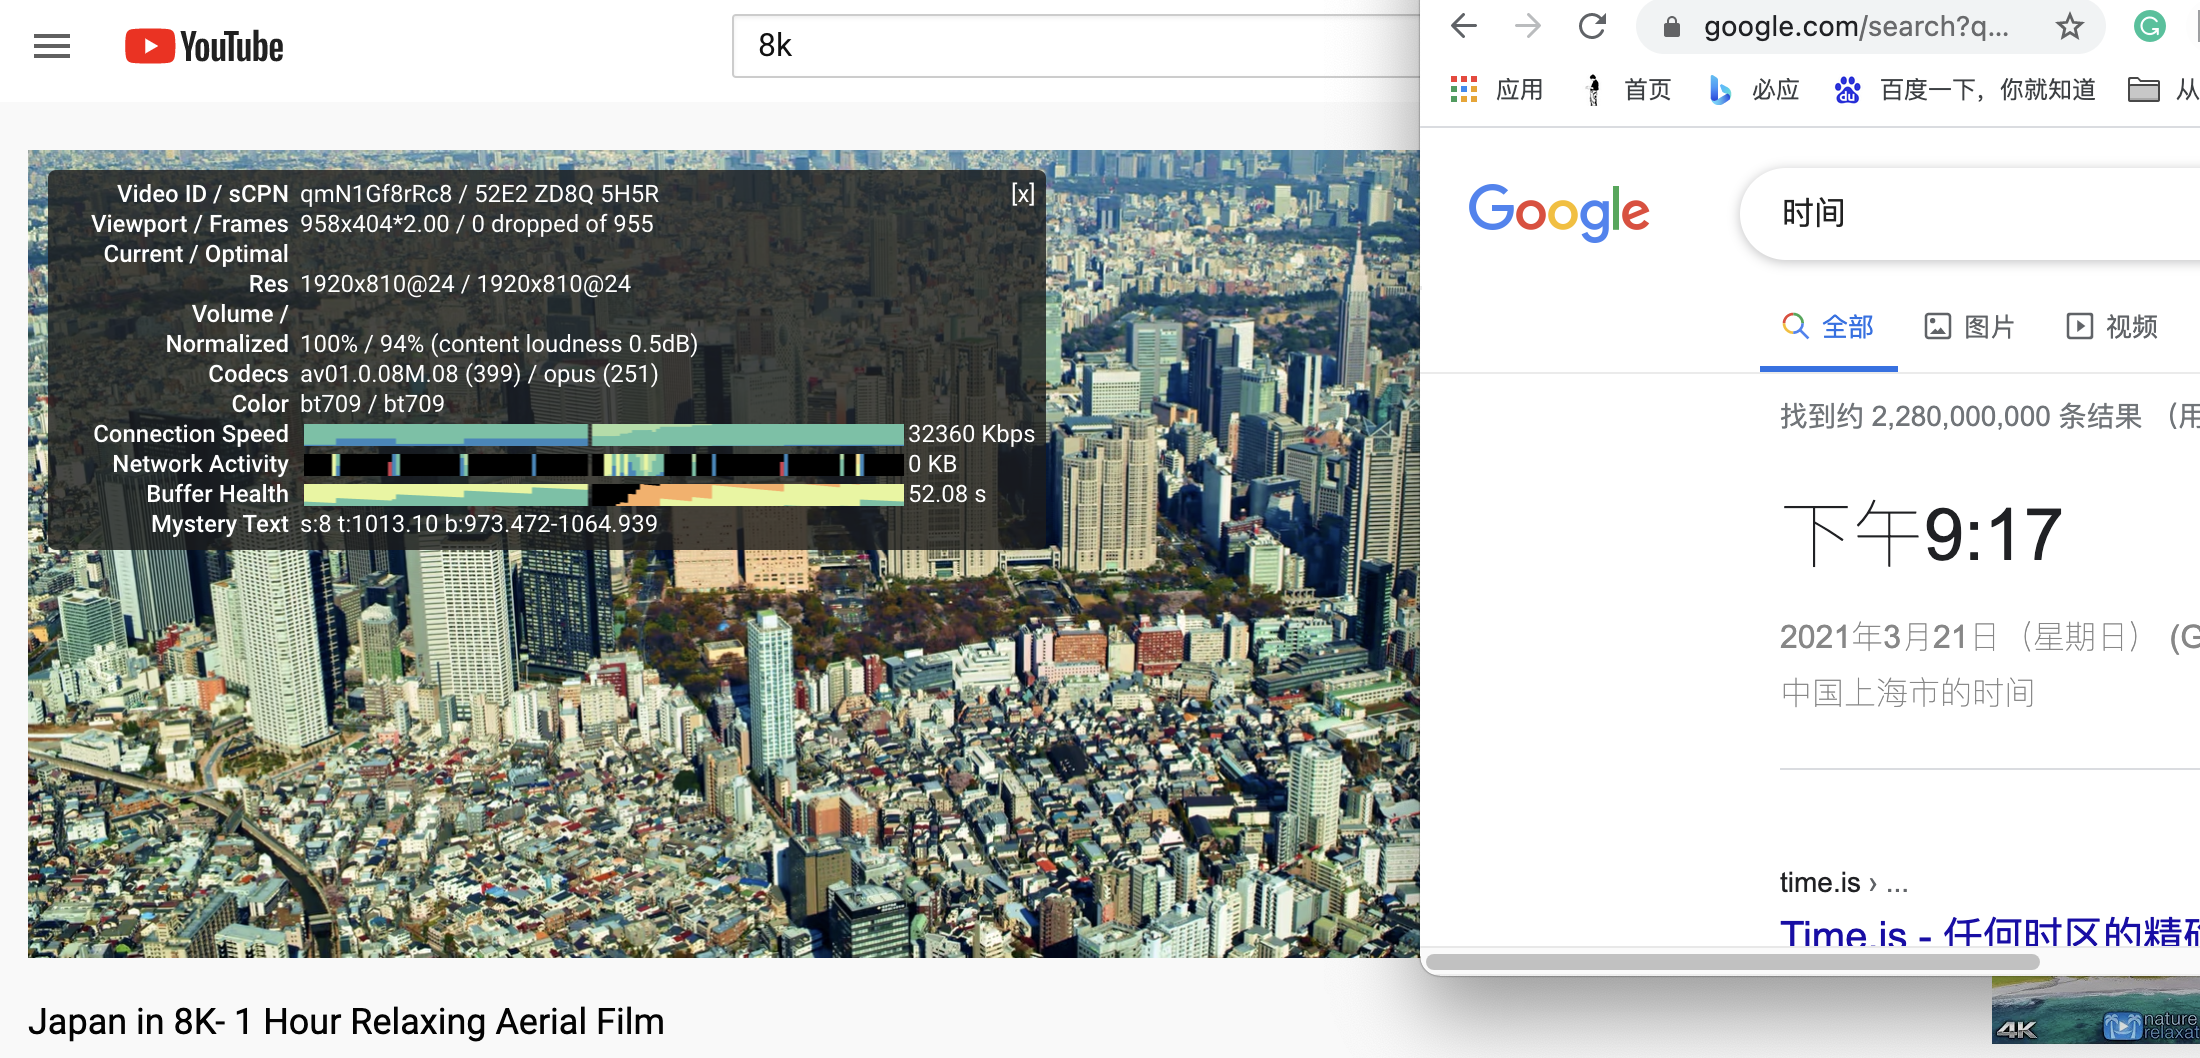 YouTube
8k
Video ID / sCPN qmN1Gf8rRc8 / 52E2 ZD8Q 5H5R [x]
Viewport / Frames 958x404*2.00 / 0 dropped of 955
Current / Optimal
Res 1920x810@24 / 1920x810@24
Volume /
Normalized 100% / 94% (content loudness 0.5dB)
Codecs av01.0.08M.08 (399) / opus (251)
Color bt709 / bt709
Connection Speed 32360 Kbps
Network Activity 0 KB
Buffer Health 52.08 s
Mystery Text s:8 t:1013.10 b:973.472-1064.939
Japan in 8K- 1 Hour Relaxing Aerial Film
google.com/search?q...
应用 首页 必应 百度一下，你就知道 从
Google
时间
全部 图片 视频
找到约 2,280,000,000 条结果 （用
下午9:17
2021年3月21日（星期日） (G
中国上海市的时间
time.is › ...
Time.is - 任何时区的精确
4K nature
relaxat